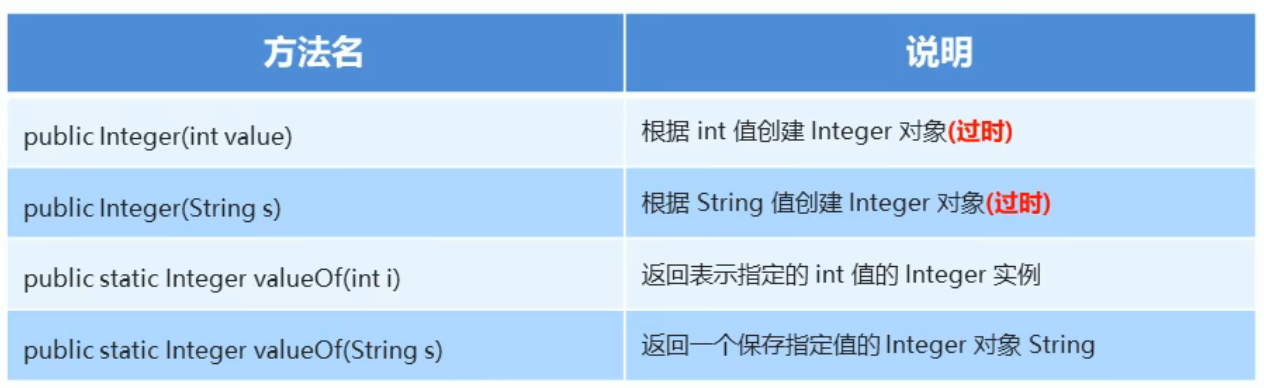 方法名 说明
public Integer(int value) 根据 int 值创建 Integer 对象(过时)
public Integer(String s) 根据 String 值创建 Integer 对象(过时)
public static Integer valueOf(int i) 返回表示指定的 int 值的 Integer 实例
public static Integer valueOf(String s) 返回一个保存指定值的 Integer 对象 String